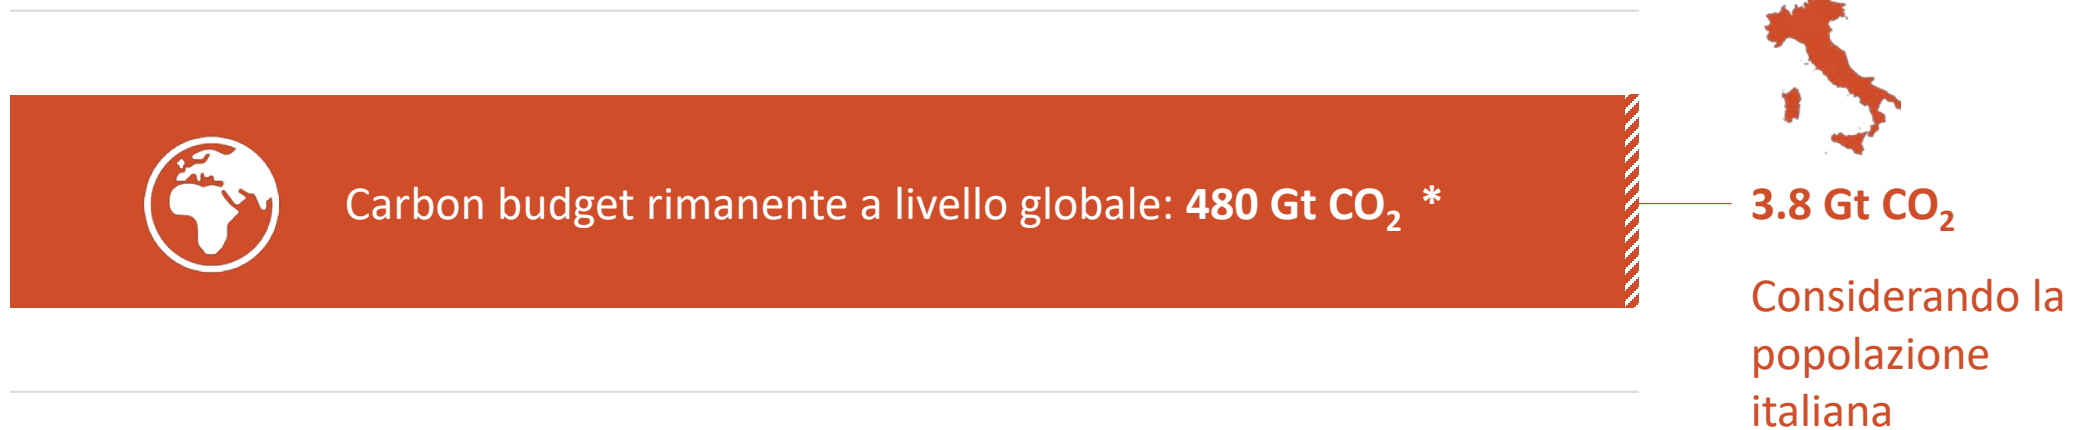 Carbon budget rimanente a livello globale: 480 Gt CO₂ *
3.8 Gt CO₂
Considerando la
popolazione
italiana